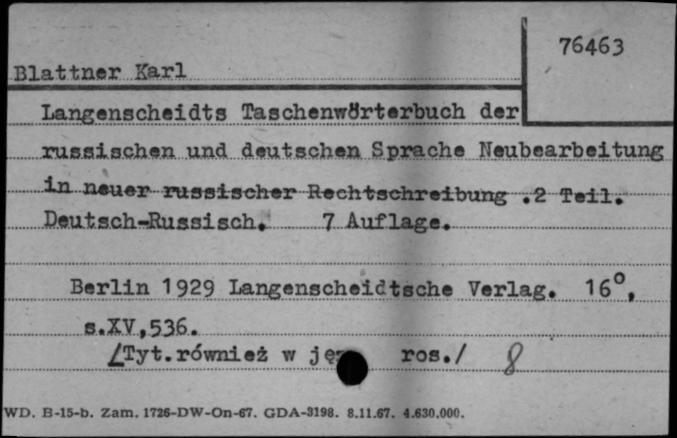 76463
Blattner Karl
Langenscheidts Taschenwörterbuch der
russischen und deutschen Sprache Neubearbeitung
in neuer russischer Rechtschreibung .2 Teil.
Deutsch-Russisch. 7 Auflage.
Berlin 1929 Langenscheidtsche Verlag. 16°,
s.XV,536.
/Tyt.również w ros./ 8
WD. B-15-b. Zam. 1726-DW-On-67. GDA-3198. 8.11.67. 4.630.000.